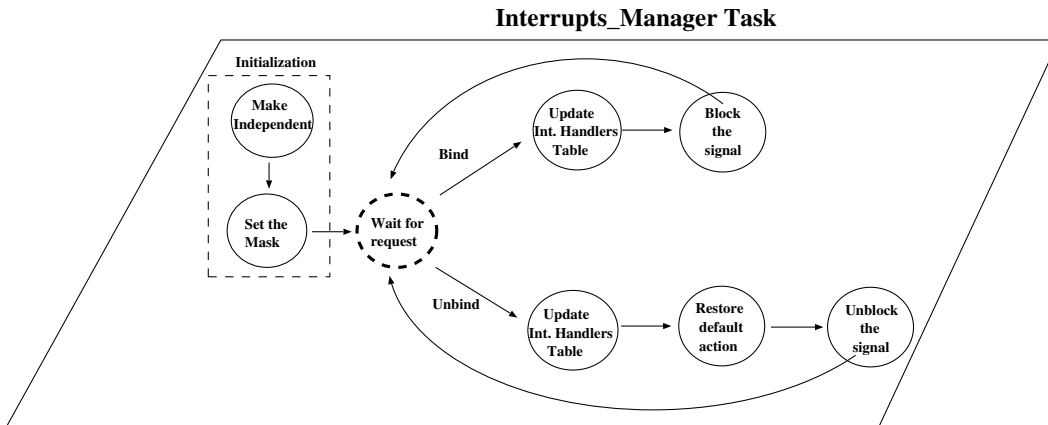 Interrupts_Manager Task
Initialization
Make
Independent
Set the
Mask
Wait for
request
Bind
Update
Int. Handlers
Table
Block
the
signal
Unbind
Update
Int. Handlers
Table
Restore
default
action
Unblock
the
signal